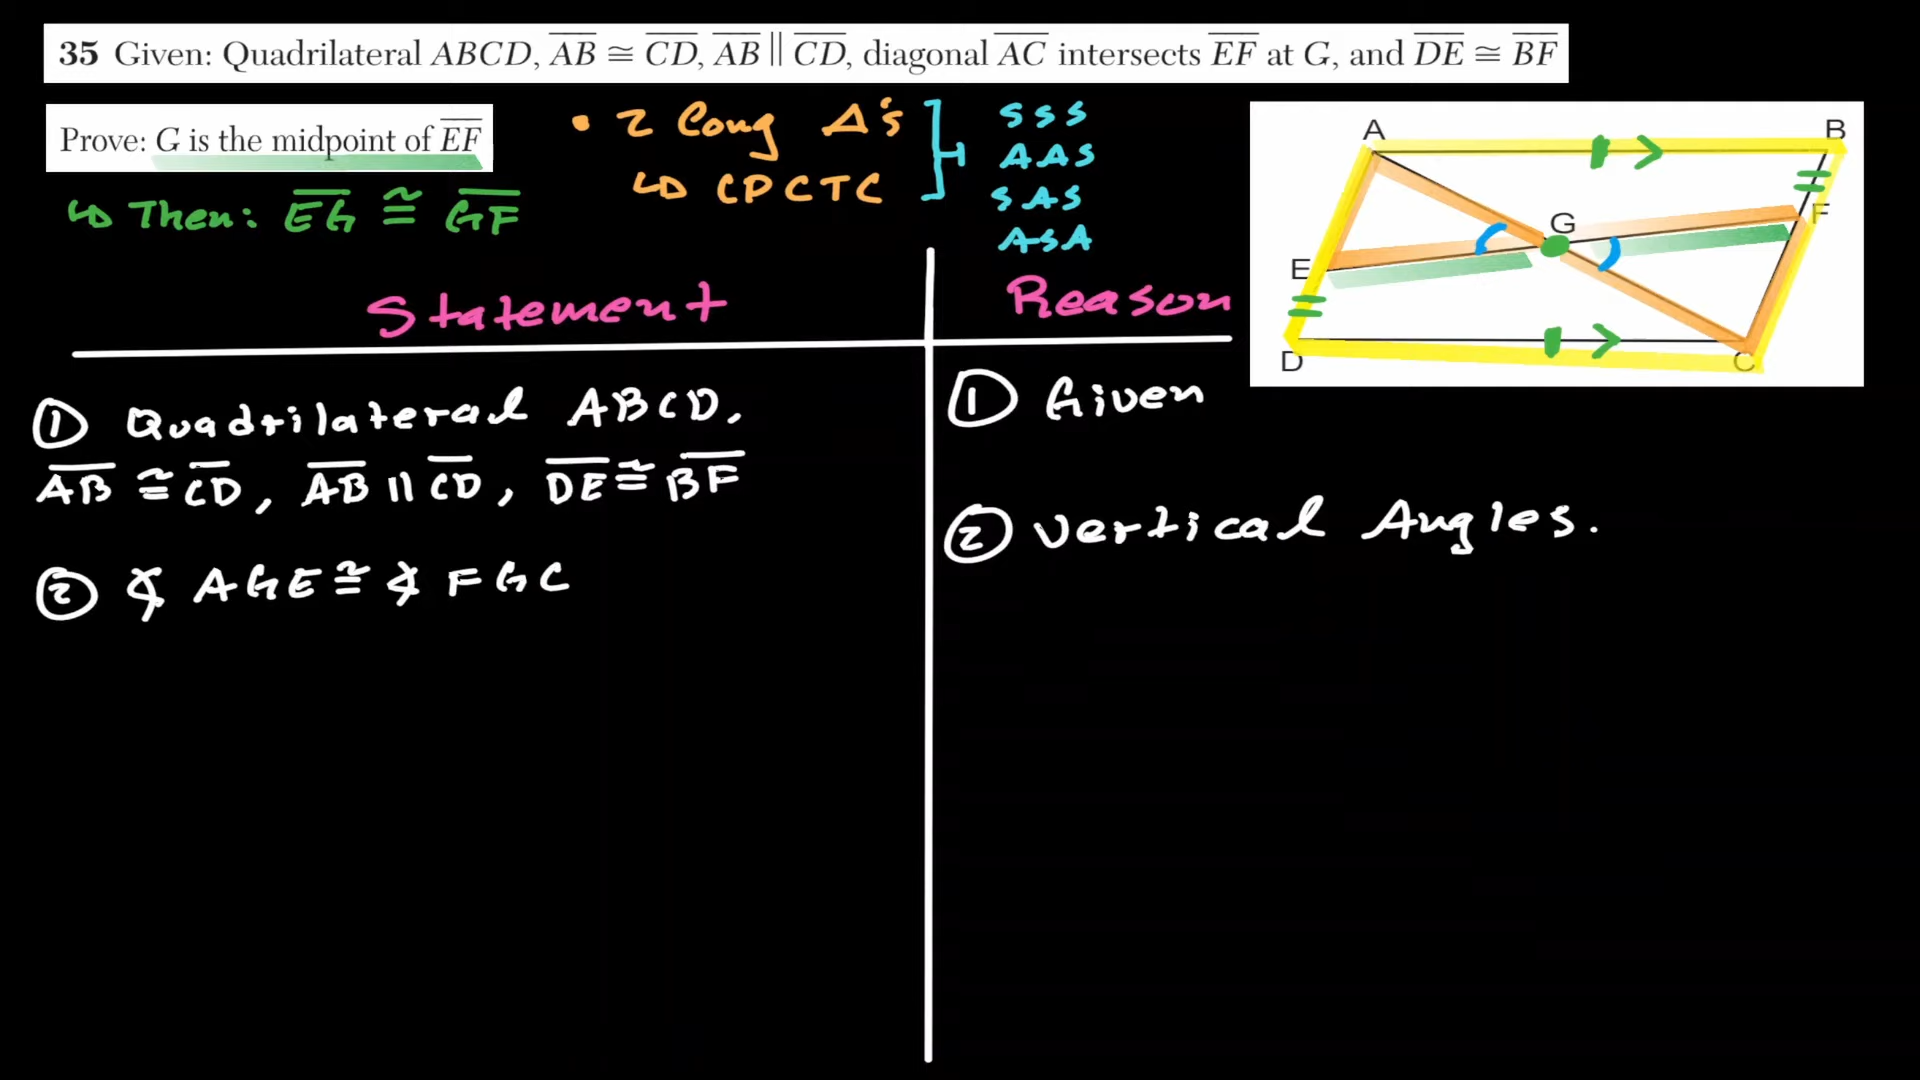 35 Given: Quadrilateral ABCD, AB ≅ CD, AB || CD, diagonal AC intersects EF at G, and DE ≅ BF
Prove: G is the midpoint of EF
↳ Then: EG ≅ GF
• 2 Cong Δ's
↳ CPCTC
SSS
AAS
SAS
ASA
A
B
G
F
E
D
C
Statement
Reason
① Quadrilateral ABCD,
AB ≅ CD, AB || CD, DE ≅ BF
① Given
② ∡ AGE ≅ ∡ FGC
② Vertical Angles.